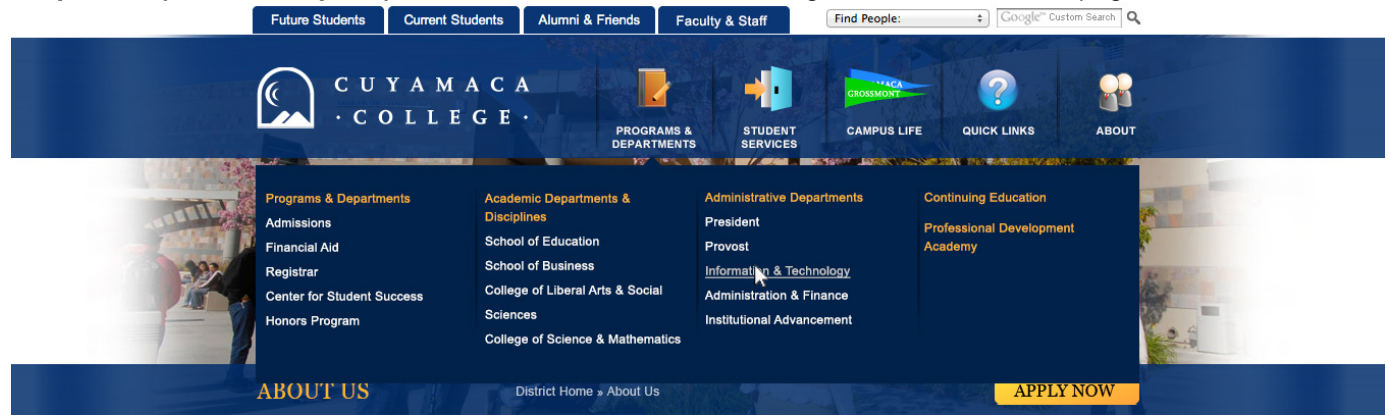 Future Students
Current Students
Alumni & Friends
Faculty & Staff
Find People:
Google™ Custom Search
CUYAMACA
·COLLEGE·
PROGRAMS &
DEPARTMENTS
STUDENT
SERVICES
GROSSMONT
CAMPUS LIFE
QUICK LINKS
ABOUT
Programs & Departments
Admissions
Financial Aid
Registrar
Center for Student Success
Honors Program
Academic Departments &
Disciplines
School of Education
School of Business
College of Liberal Arts & Social
Sciences
College of Science & Mathematics
Administrative Departments
President
Provost
Information & Technology
Administration & Finance
Institutional Advancement
Continuing Education
Professional Development
Academy
ABOUT US
District Home » About Us
APPLY NOW